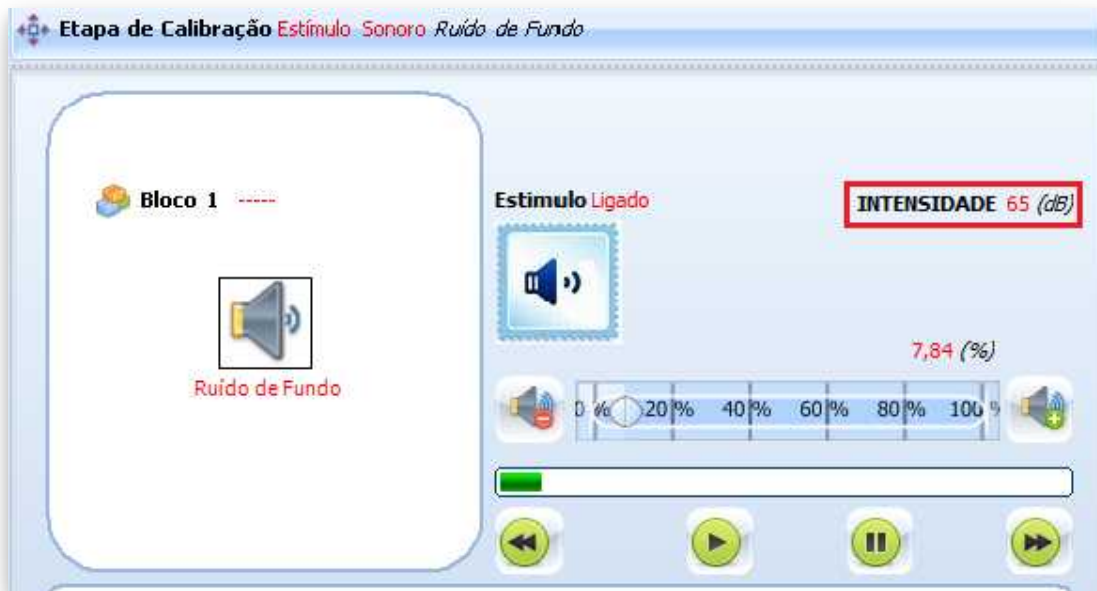 Etapa de Calibração Estímulo Sonoro Ruído de Fundo
Bloco 1 -----
Ruído de Fundo
Estimulo Ligado
INTENSIDADE 65 (dB)
7,84 (%)
0 % 20 % 40 % 60 % 80 % 100 %